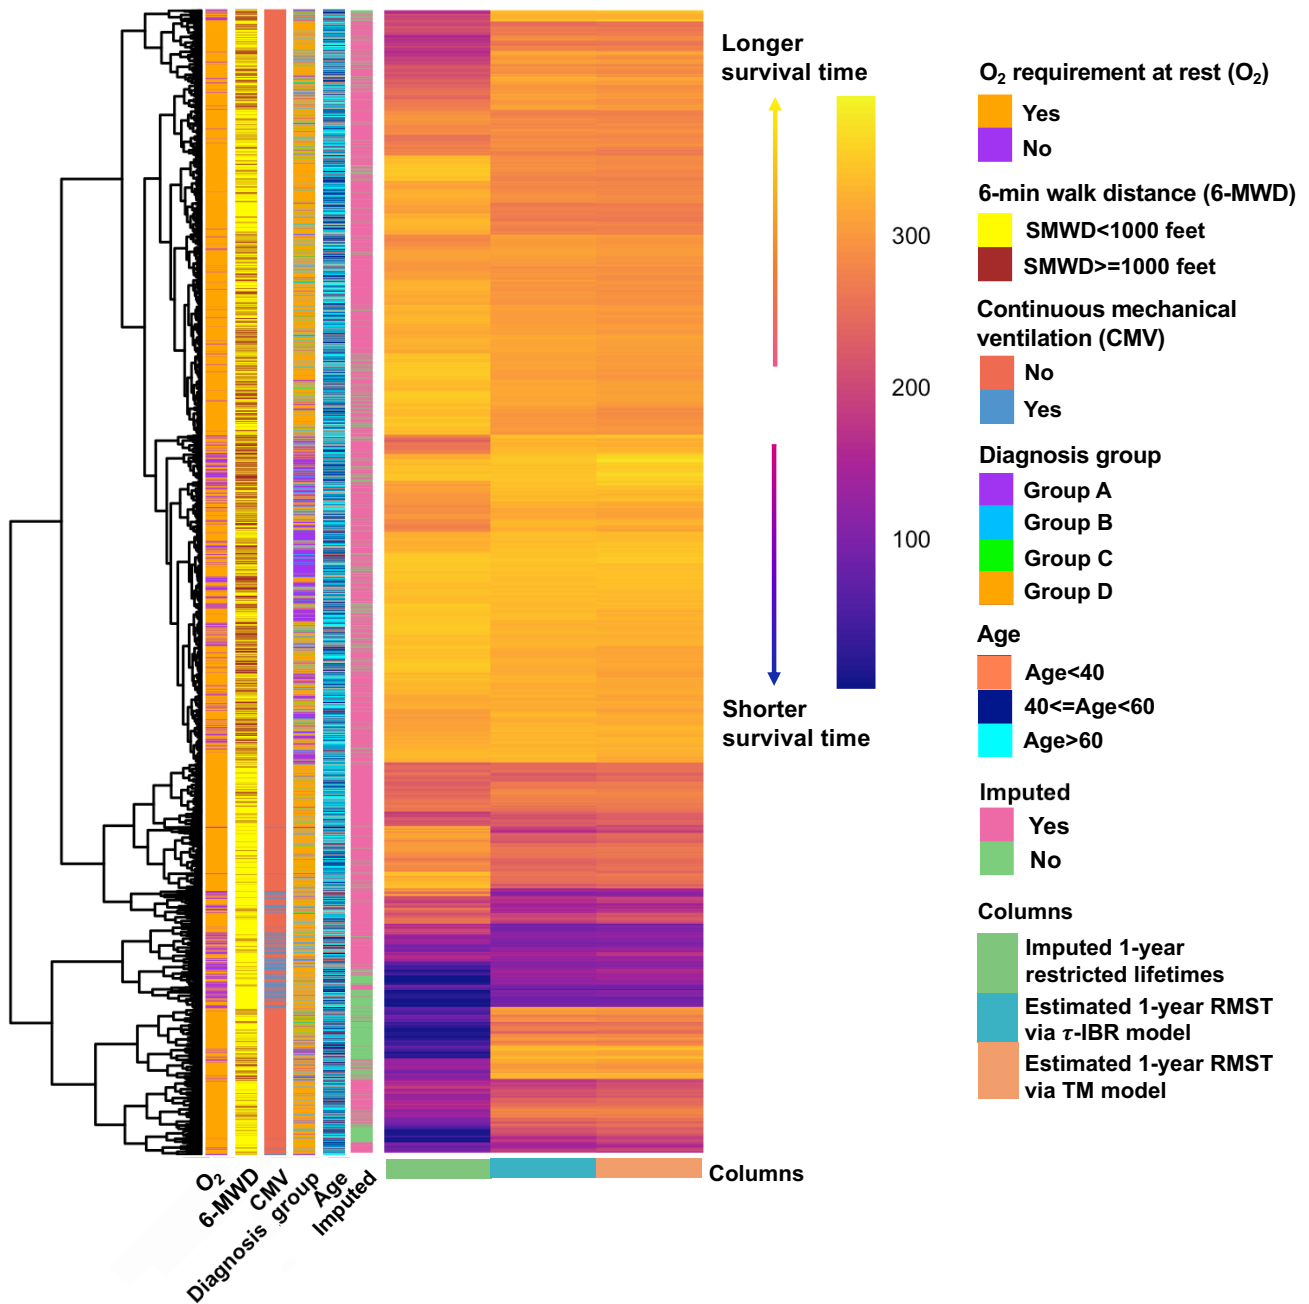 Longer
survival time
300
200
100
Shorter
survival time
O₂ requirement at rest (O₂)
Yes
No
6-min walk distance (6-MWD)
SMWD<1000 feet
SMWD>=1000 feet
Continuous mechanical
ventilation (CMV)
No
Yes
Diagnosis group
Group A
Group B
Group C
Group D
Age
Age<40
40<=Age<60
Age>60
Imputed
Yes
No
Columns
Imputed 1-year
restricted lifetimes
Estimated 1-year RMST
via τ-IBR model
Estimated 1-year RMST
via TM model
O₂
6-MWD
CMV
Diagnosis group
Age
Imputed
Columns